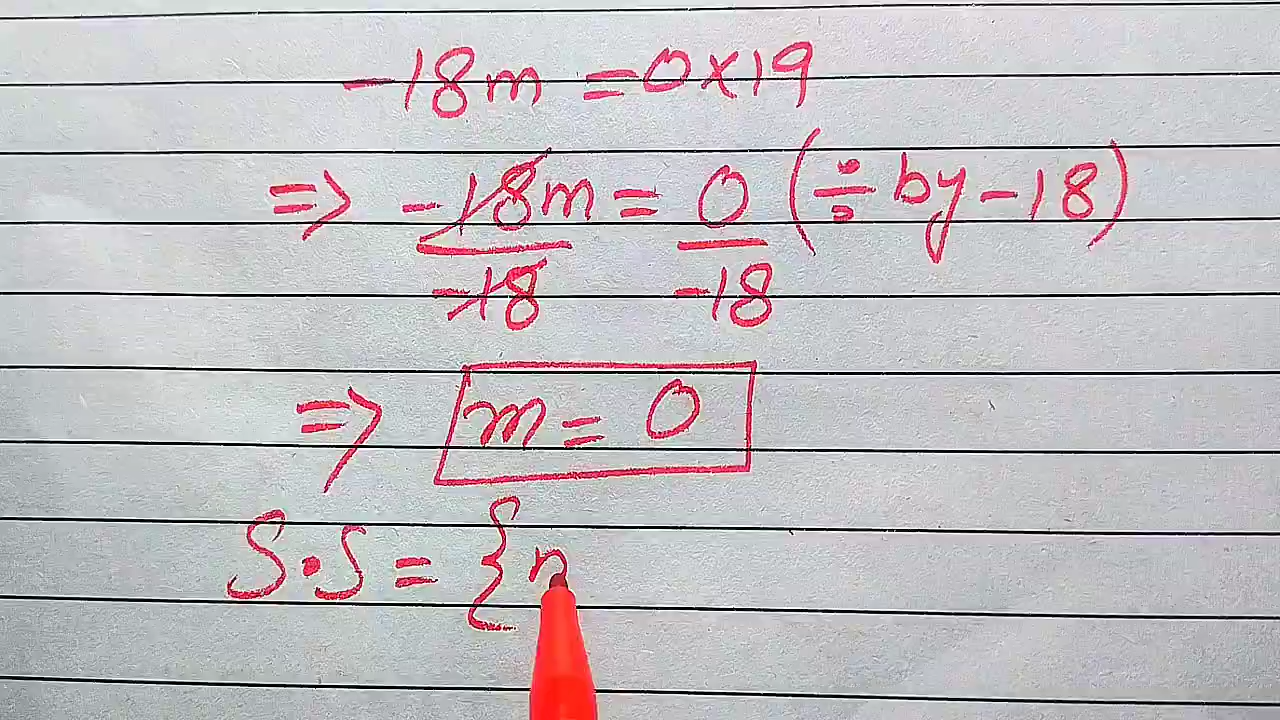 -18m = 0×19
=> -18m/-18 = 0/-18 (÷ by -18)
=> m = 0
S.S = {